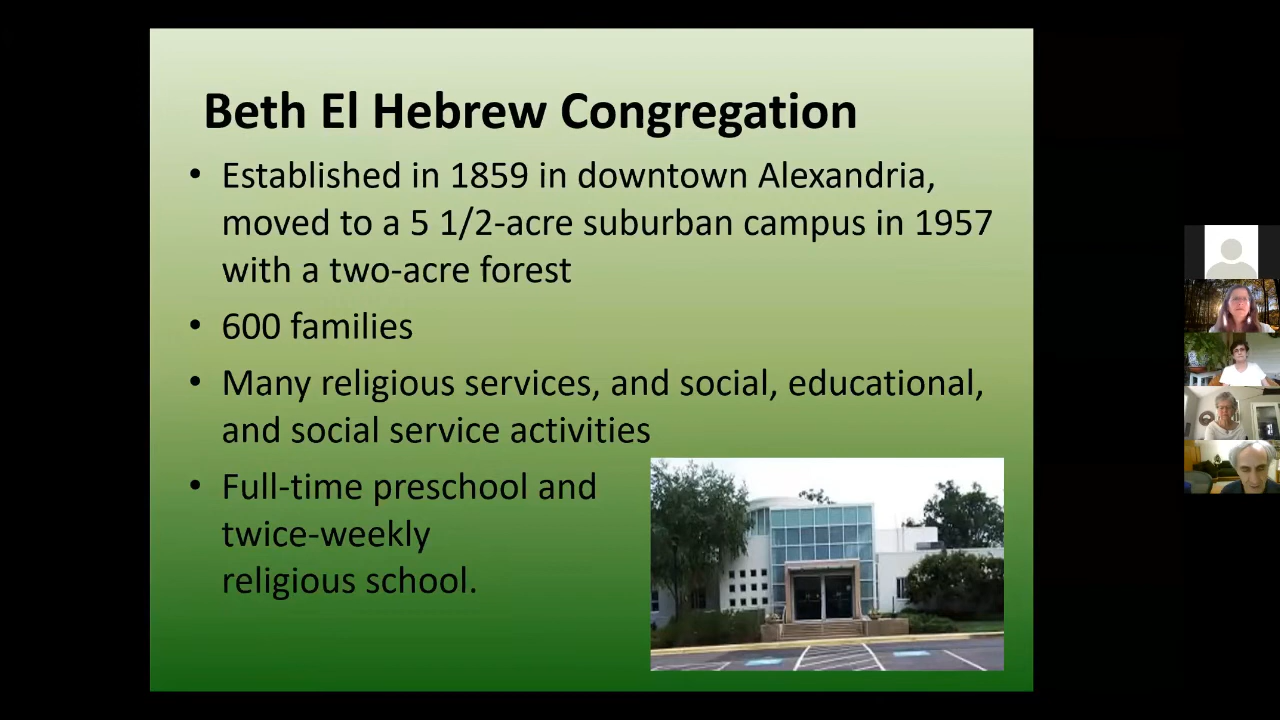 Beth El Hebrew Congregation
• Established in 1859 in downtown Alexandria,
moved to a 5 1/2-acre suburban campus in 1957
with a two-acre forest
• 600 families
• Many religious services, and social, educational,
and social service activities
• Full-time preschool and
twice-weekly
religious school.